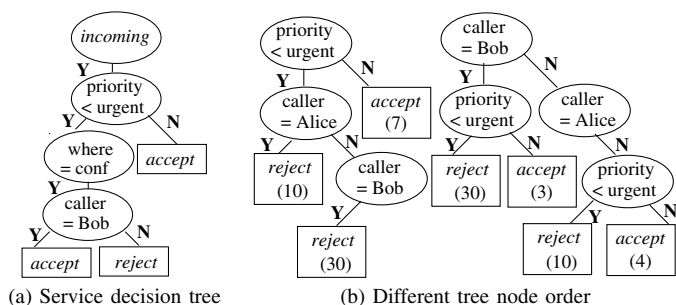 incoming
Y
priority
< urgent
Y
N
where
= conf
accept
Y
caller
= Bob
Y
N
accept
reject
(a) Service decision tree
priority
< urgent
Y
N
caller
= Alice
accept
(7)
Y
N
reject
(10)
caller
= Bob
Y
reject
(30)
caller
= Bob
Y
N
priority
< urgent
caller
= Alice
Y
N
N
reject
(30)
accept
(3)
priority
< urgent
Y
N
reject
(10)
accept
(4)
(b) Different tree node order